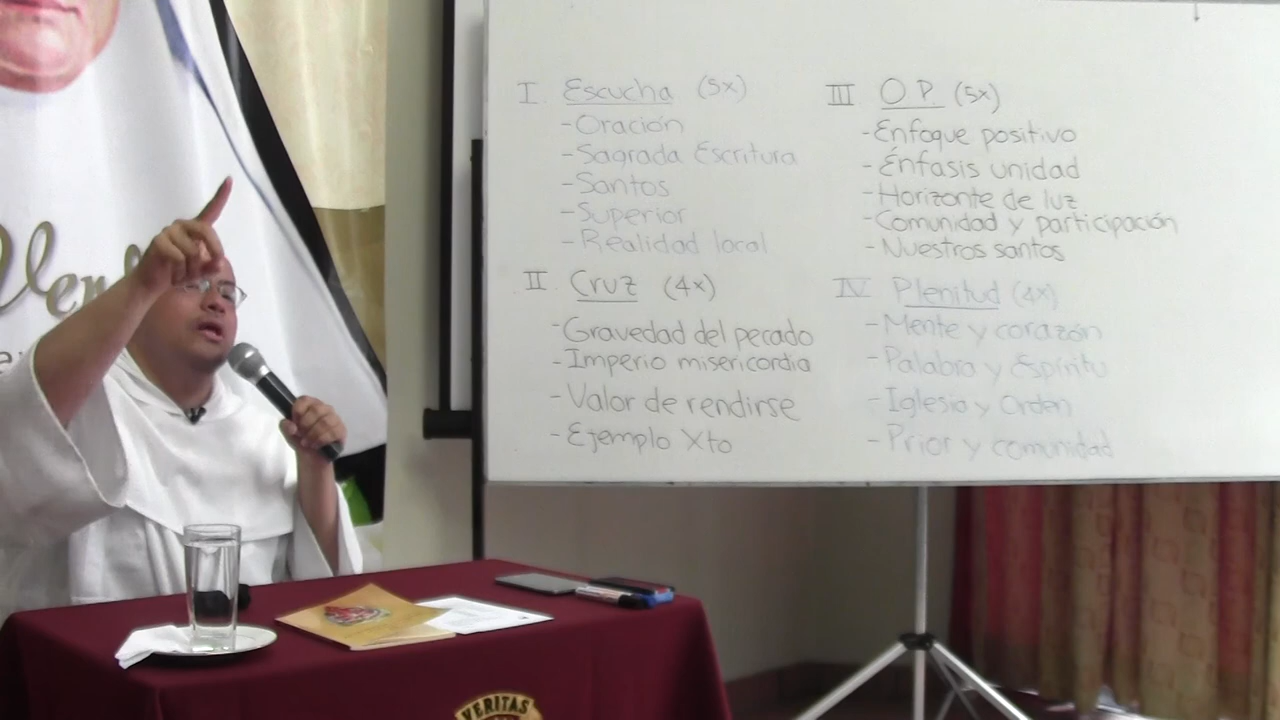 I. Escucha (5x)
-Oración
-Sagrada Escritura
-Santos
-Superior
-Realidad local
II Cruz (4x)
-Gravedad del pecado
-Imperio misericordia
-Valor de rendirse
-Ejemplo Xto
III O.P. (5x)
-Enfoque positivo
-Énfasis unidad
-Horizonte de luz
-Comunidad y participación
-Nuestros santos
IV Plenitud (4x)
-Mente y corazón
-Palabra y Espíritu
-Iglesia y Orden
-Prior y comunidad
VERITAS